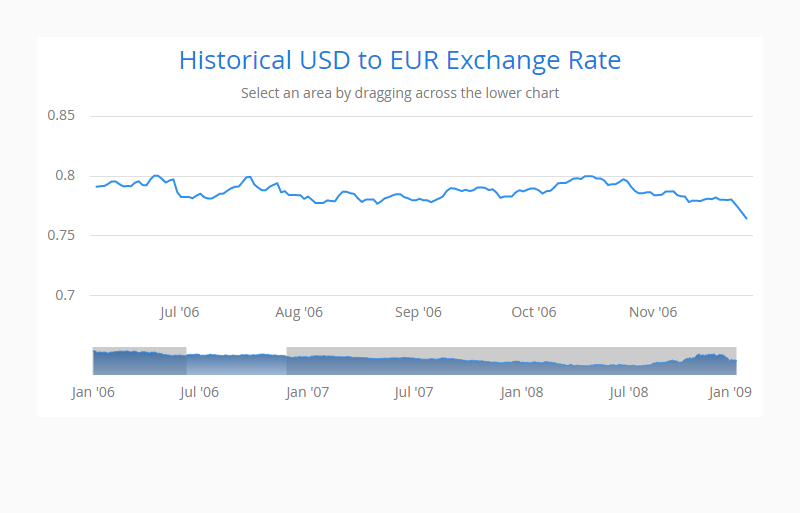 Historical USD to EUR Exchange Rate
Select an area by dragging across the lower chart
0.85
0.8
0.75
0.7
Jul '06 Aug '06 Sep '06 Oct '06 Nov '06
Jan '06 Jul '06 Jan '07 Jul '07 Jan '08 Jul '08 Jan '09